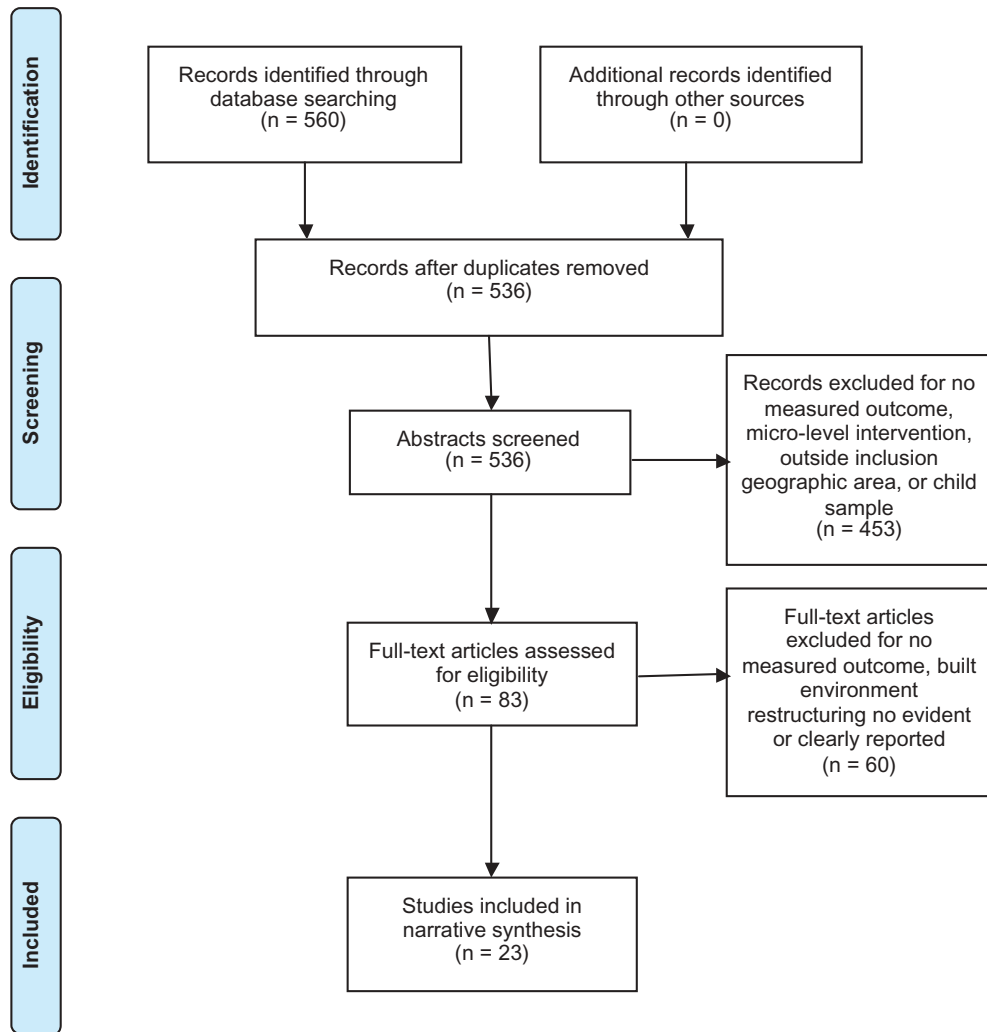 Identification
Records identified through
database searching
(n = 560)
Additional records identified
through other sources
(n = 0)
Records after duplicates removed
(n = 536)
Screening
Abstracts screened
(n = 536)
Records excluded for no
measured outcome,
micro-level intervention,
outside inclusion
geographic area, or child
sample
(n = 453)
Eligibility
Full-text articles assessed
for eligibility
(n = 83)
Full-text articles
excluded for no
measured outcome, built
environment
restructuring no evident
or clearly reported
(n = 60)
Included
Studies included in
narrative synthesis
(n = 23)